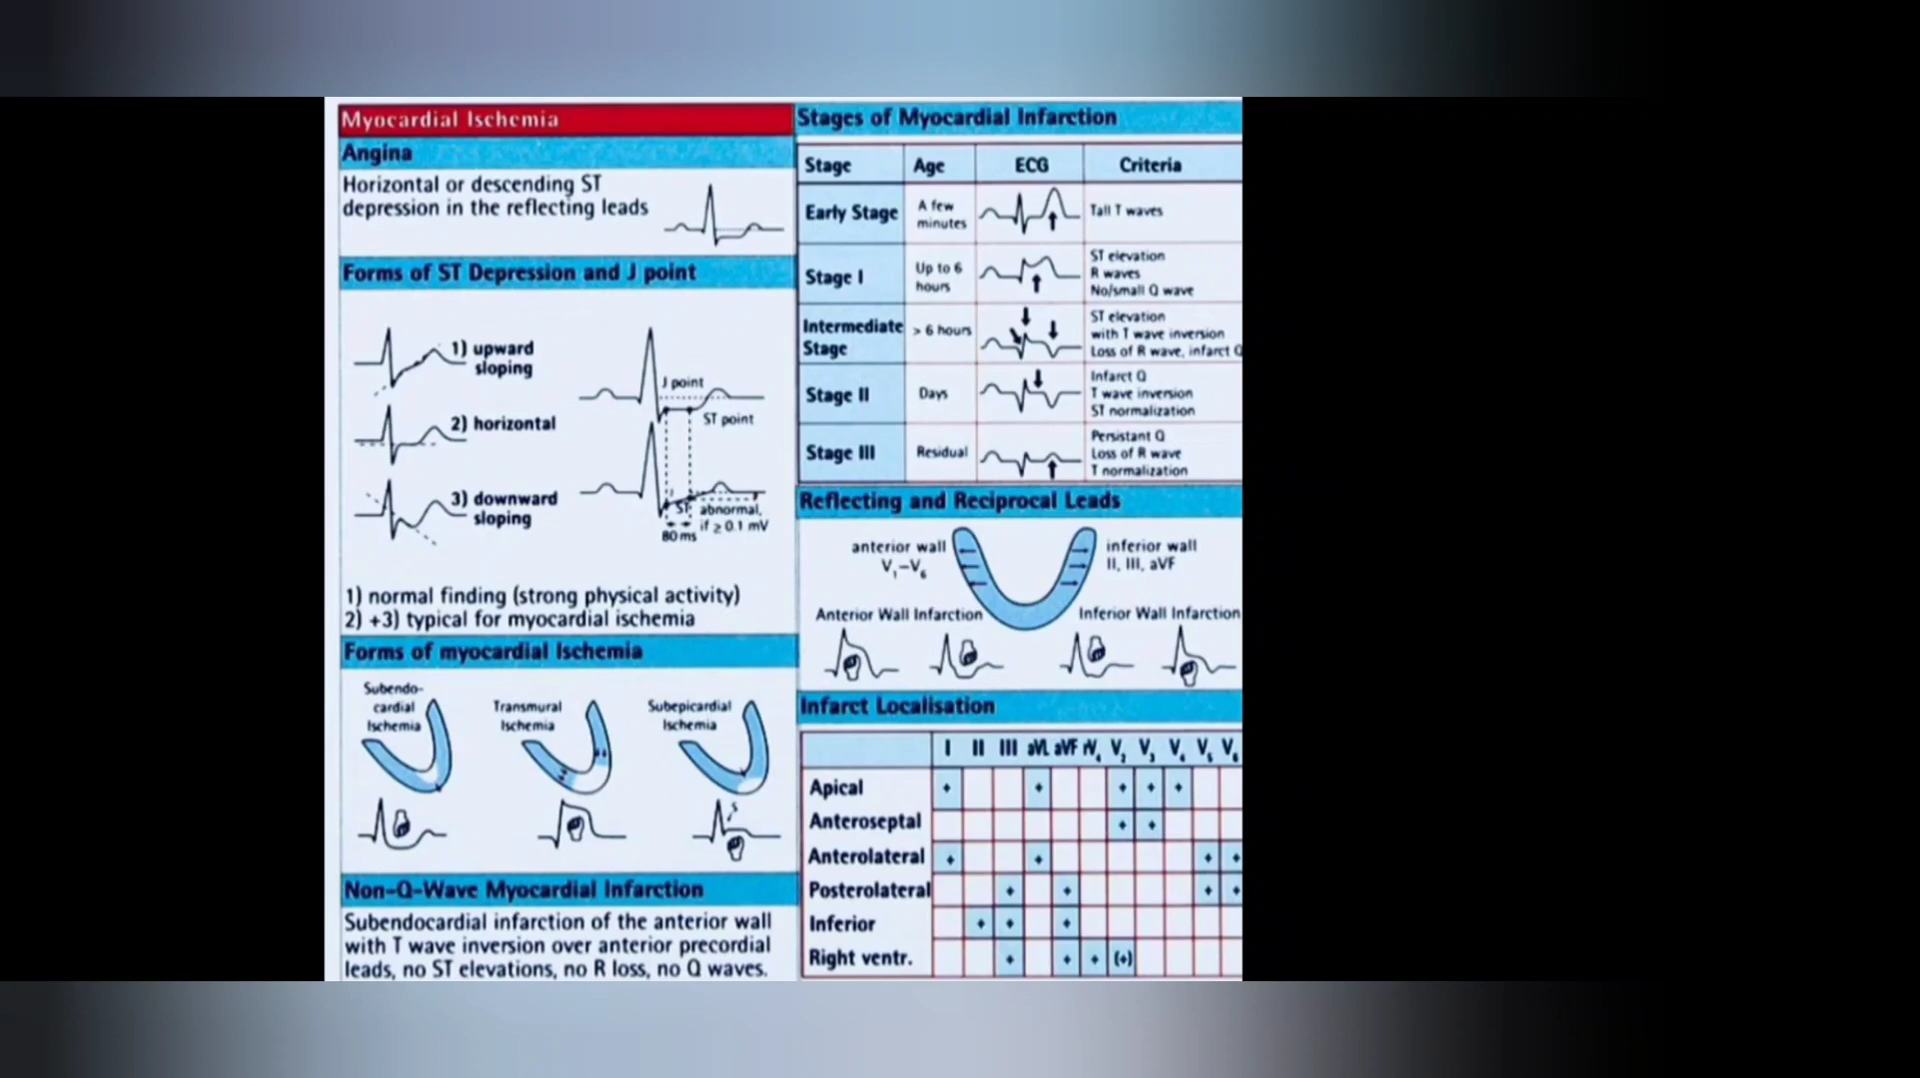 Myocardial Ischemia
Angina
Horizontal or descending ST
depression in the reflecting leads
Forms of ST Depression and J point
1) upward
sloping
2) horizontal
3) downward
sloping
J point
ST point
J
ST
abnormal,
if ≥ 0.1 mV
80 ms
1) normal finding (strong physical activity)
2) +3) typical for myocardial ischemia
Forms of myocardial Ischemia
Subendo-
cardial
Ischemia
Transmural
Ischemia
Subepicardial
Ischemia
Non-Q-Wave Myocardial Infarction
Subendocardial infarction of the anterior wall
with T wave inversion over anterior precordial
leads, no ST elevations, no R loss, no Q waves.
Stages of Myocardial Infarction
Stage Age ECG Criteria
Early Stage A few
minutes Tall T waves
Stage I Up to 6
hours ST elevation
R waves
No/small Q wave
Intermediate
Stage > 6 hours ST elevation
with T wave inversion
Loss of R wave, infarct Q
Stage II Days Infarct Q
T wave inversion
ST normalization
Stage III Residual Persistant Q
Loss of R wave
T normalization
Reflecting and Reciprocal Leads
anterior wall
V1–V6
inferior wall
II, III, aVF
Anterior Wall Infarction
Inferior Wall Infarction
Infarct Localisation
I II III aVL aVF rV4 V2 V3 V4 V5 V6
Apical + + + + +
Anteroseptal + +
Anterolateral + + + +
Posterolateral + + + +
Inferior + + +
Right ventr. + + + (+)